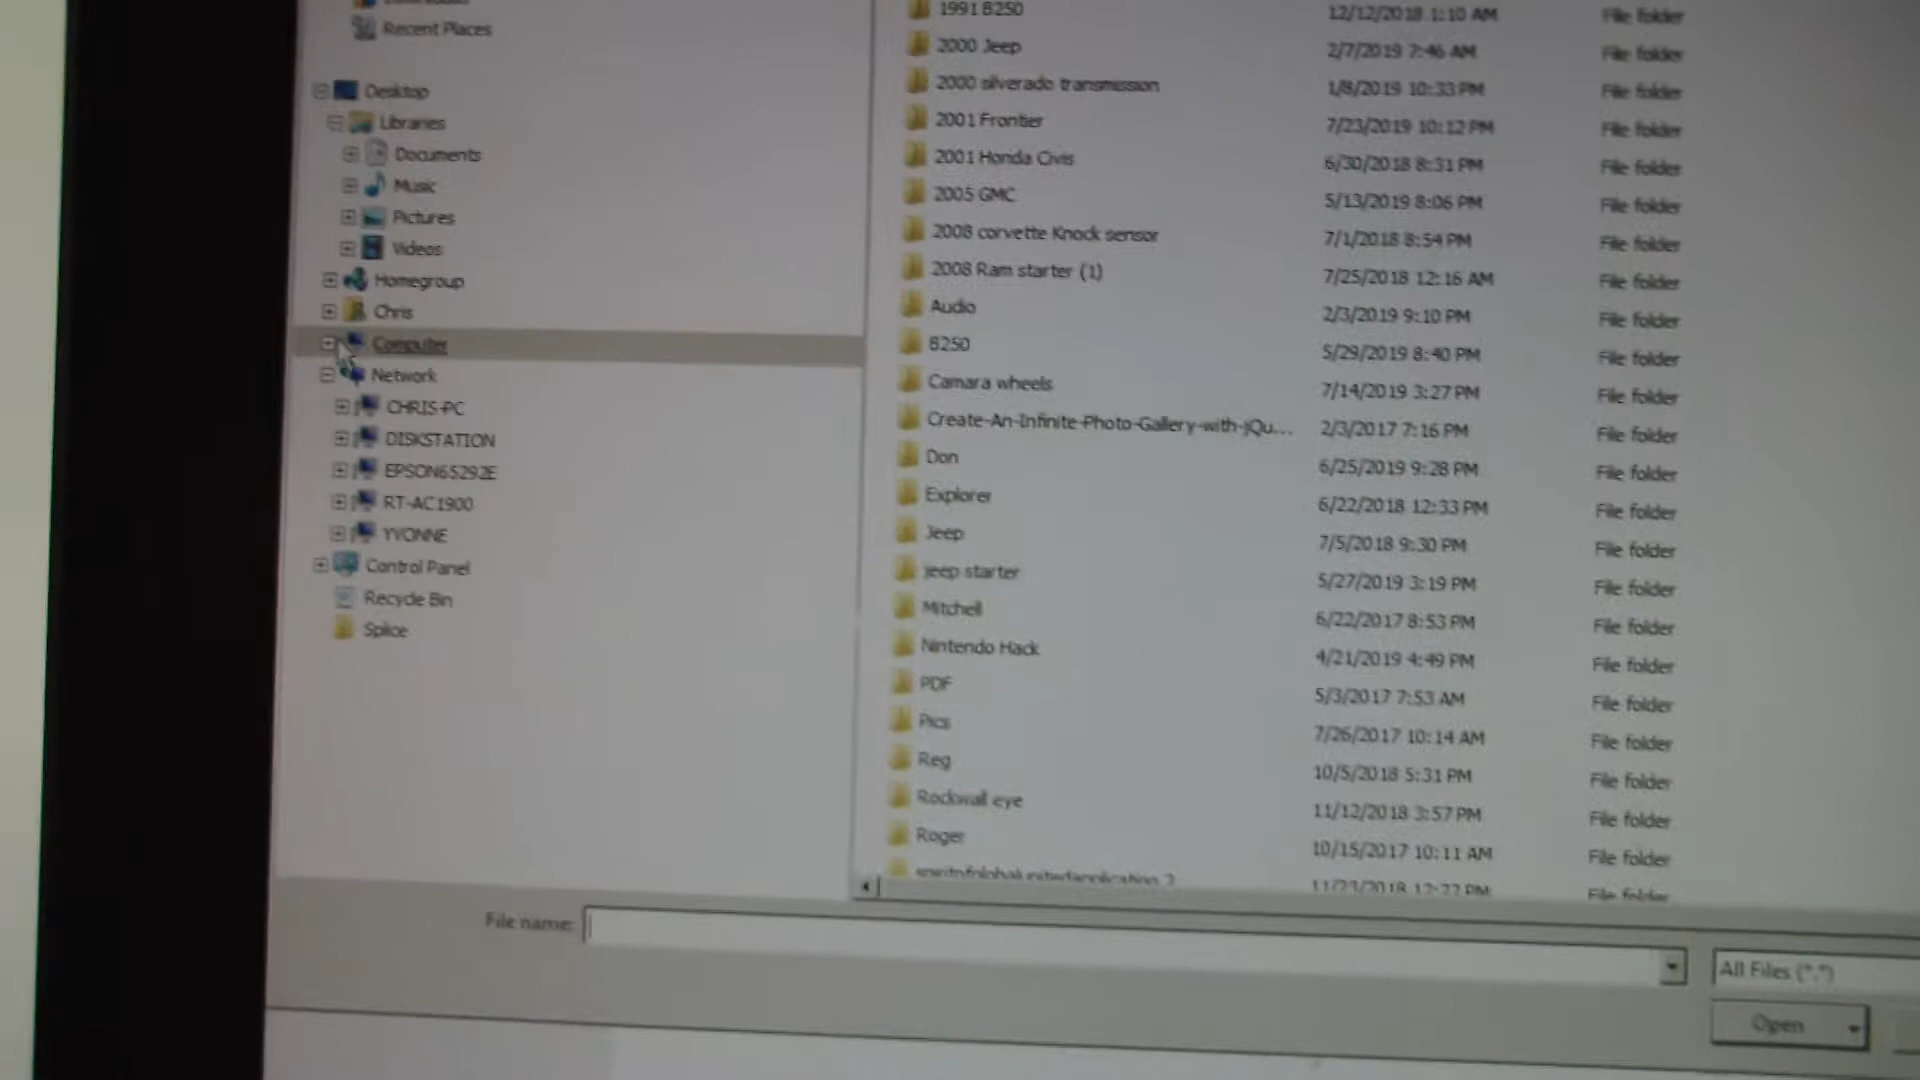 Recent Places
Desktop
Libraries
Documents
Music
Pictures
Videos
Homegroup
Chris
Computer
Network
CHRIS-PC
DISKSTATION
EPSON65292E
RT-AC1900
YVONNE
Control Panel
Recycle Bin
Splice
1991 B250 12/12/2018 1:10 AM File folder
2000 Jeep 2/7/2019 7:46 AM File folder
2000 silverado transmission 1/8/2019 10:33 PM File folder
2001 Frontier 7/23/2019 10:12 PM File folder
2001 Honda Civis 6/30/2018 8:31 PM File folder
2005 GMC 5/13/2019 8:06 PM File folder
2008 corvette Knock sensor 7/1/2018 8:54 PM File folder
2008 Ram starter (1) 7/25/2018 12:16 AM File folder
Audio 2/3/2019 9:10 PM File folder
B250 5/29/2019 8:40 PM File folder
Camara wheels 7/14/2019 3:27 PM File folder
Create-An-Infinite-Photo-Gallery-with-jQu... 2/3/2017 7:16 PM File folder
Don 6/25/2019 9:28 PM File folder
Explorer 6/22/2018 12:33 PM File folder
Jeep 7/5/2018 9:30 PM File folder
jeep starter 5/27/2019 3:19 PM File folder
Mitchell 6/22/2017 8:53 PM File folder
Nintendo Hack 4/21/2019 4:49 PM File folder
PDF 5/3/2017 7:53 AM File folder
Pics 7/26/2017 10:14 AM File folder
Reg 10/5/2018 5:31 PM File folder
Rockwall eye 11/12/2018 3:57 PM File folder
Roger 10/15/2017 10:11 AM File folder
11/23/2018 12:22 PM File folder
File name:
All Files (*.*)
Open